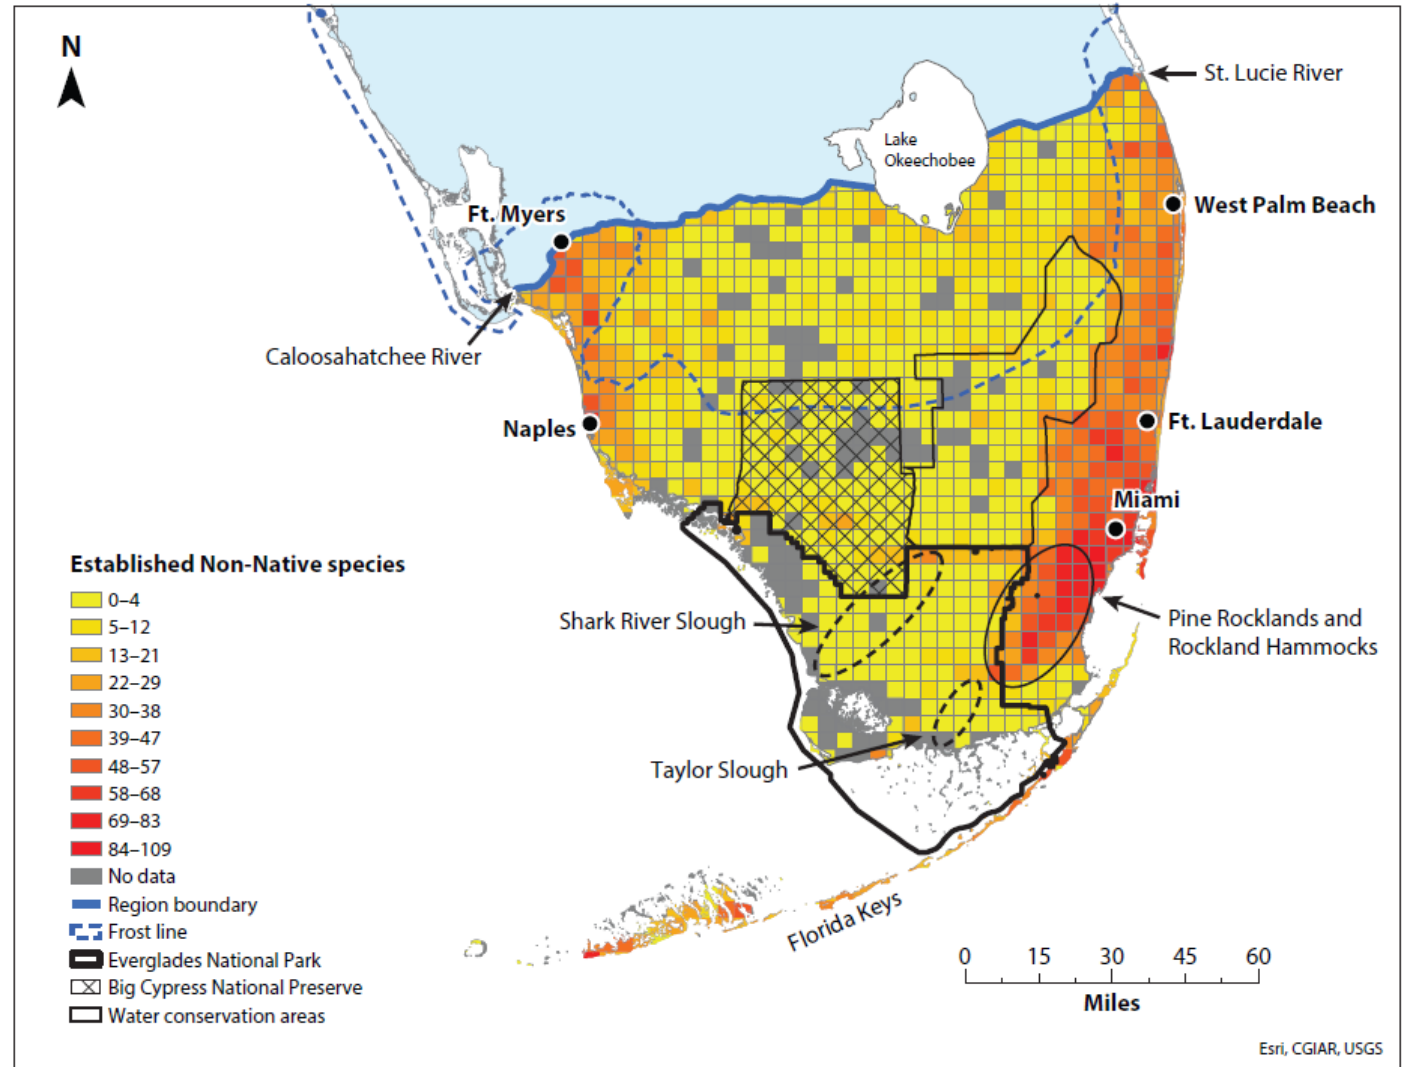 N
St. Lucie River
Lake
Okeechobee
Ft. Myers
West Palm Beach
Caloosahatchee River
Naples
Ft. Lauderdale
Miami
Established Non-Native species
0–4
5–12
13–21
22–29
30–38
39–47
48–57
58–68
69–83
84–109
No data
Region boundary
Frost line
Everglades National Park
Big Cypress National Preserve
Water conservation areas
Shark River Slough
Pine Rocklands and
Rockland Hammocks
Taylor Slough
Florida Keys
0 15 30 45 60
Miles
Esri, CGIAR, USGS